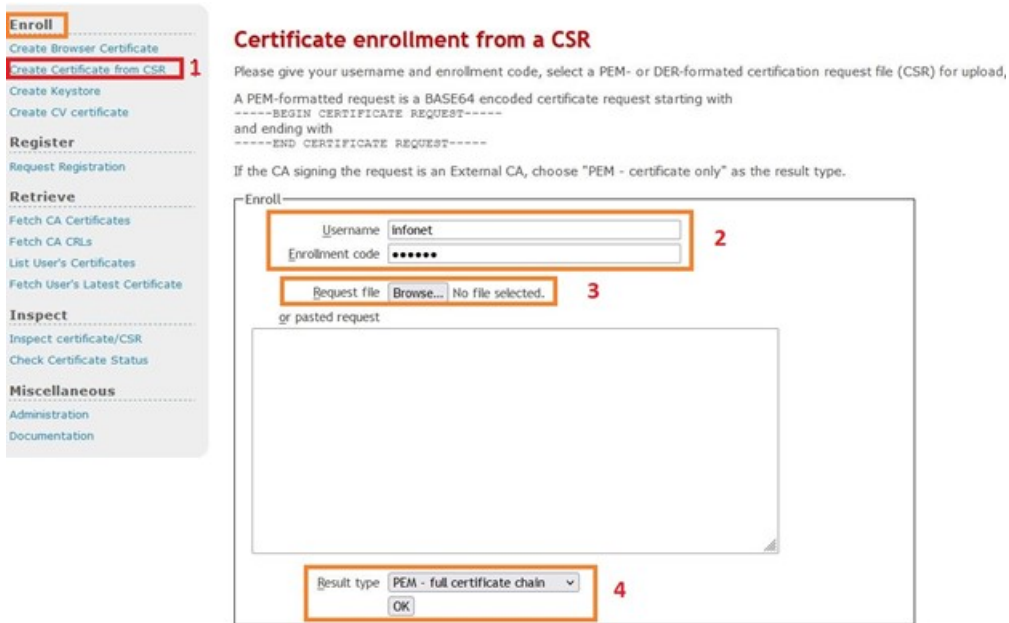 Enroll
Create Browser Certificate
Create Certificate from CSR 1
Create Keystore
Create CV certificate
Register
Request Registration
Retrieve
Fetch CA Certificates
Fetch CA CRLs
List User's Certificates
Fetch User's Latest Certificate
Inspect
Inspect certificate/CSR
Check Certificate Status
Miscellaneous
Administration
Documentation
Certificate enrollment from a CSR
Please give your username and enrollment code, select a PEM- or DER-formated certification request file (CSR) for upload,
A PEM-formatted request is a BASE64 encoded certificate request starting with
-----BEGIN CERTIFICATE REQUEST-----
and ending with
-----END CERTIFICATE REQUEST-----
If the CA signing the request is an External CA, choose "PEM - certificate only" as the result type.
Enroll
Username infonet
2
Enrollment code ●●●●●●
Request file Browse... No file selected. 3
or pasted request
Result type PEM - full certificate chain
4
OK